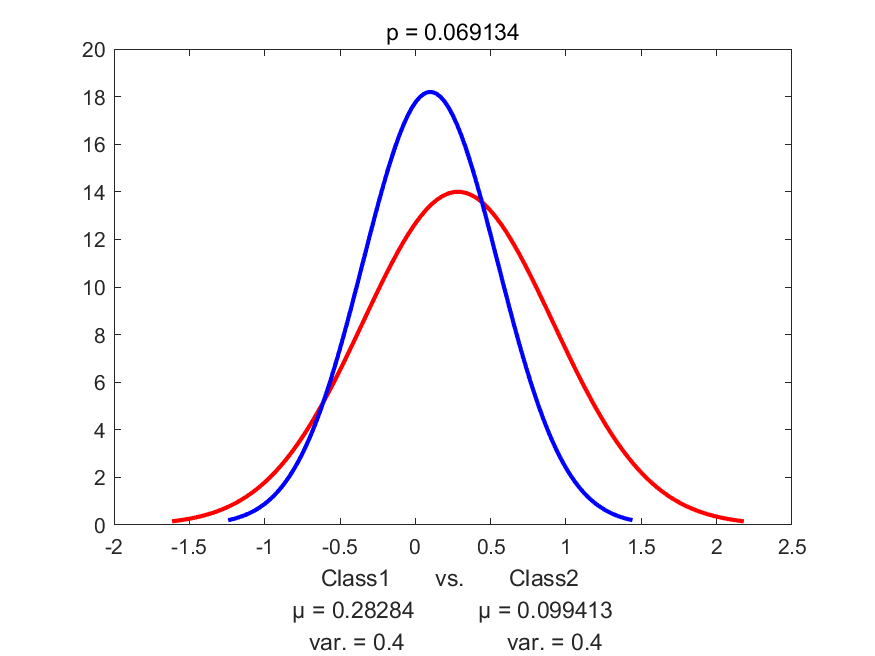 p = 0.069134
20
18
16
14
12
10
8
6
4
2
0
-2 -1.5 -1 -0.5 0 0.5 1 1.5 2 2.5
Class1 vs. Class2
μ = 0.28284 μ = 0.099413
var. = 0.4 var. = 0.4